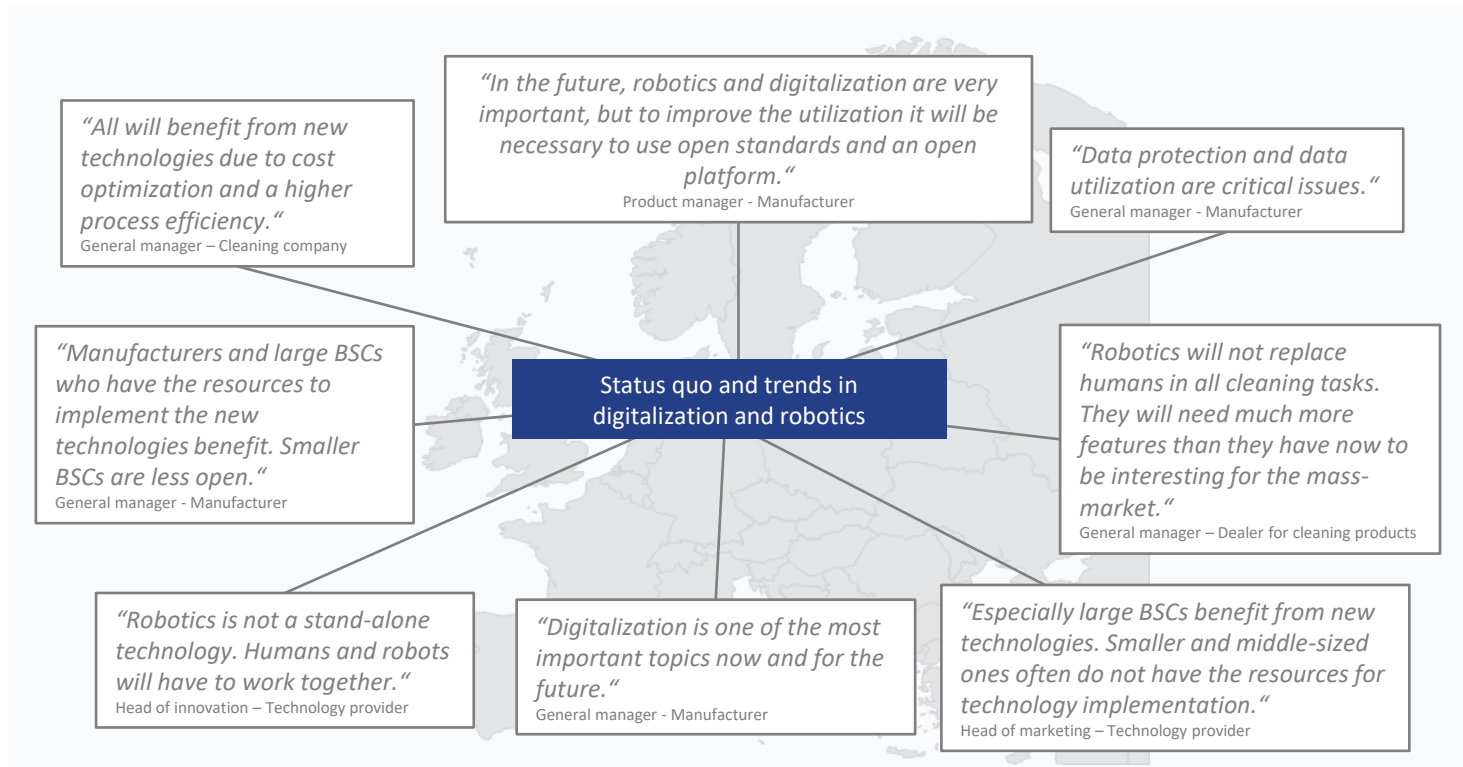 “In the future, robotics and digitalization are very
important, but to improve the utilization it will be
necessary to use open standards and an open
platform.“
Product manager - Manufacturer
“All will benefit from new
technologies due to cost
optimization and a higher
process efficiency.“
General manager – Cleaning company
“Data protection and data
utilization are critical issues.“
General manager - Manufacturer
“Manufacturers and large BSCs
who have the resources to
implement the new
technologies benefit. Smaller
BSCs are less open.“
General manager - Manufacturer
Status quo and trends in
digitalization and robotics
“Robotics will not replace
humans in all cleaning tasks.
They will need much more
features than they have now to
be interesting for the mass-
market.“
General manager – Dealer for cleaning products
“Robotics is not a stand-alone
technology. Humans and robots
will have to work together.“
Head of innovation – Technology provider
“Digitalization is one of the most
important topics now and for the
future.“
General manager - Manufacturer
“Especially large BSCs benefit from new
technologies. Smaller and middle-sized
ones often do not have the resources for
technology implementation.“
Head of marketing – Technology provider